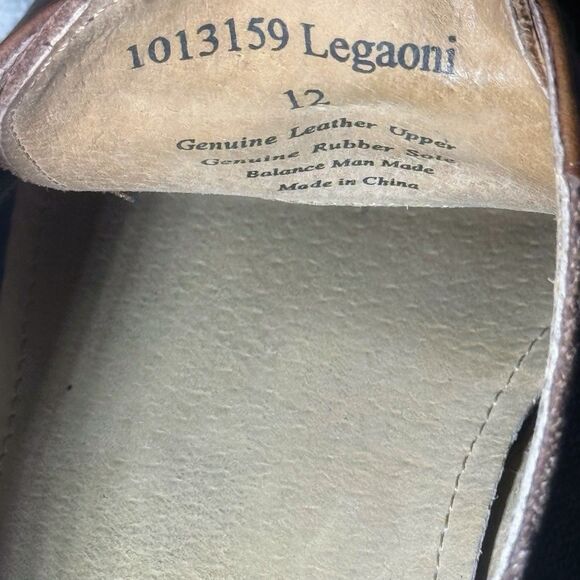 1013159 Legaoni
12
Genuine Leather Upper
Genuine Rubber Sole
Balance Man Made
Made in China